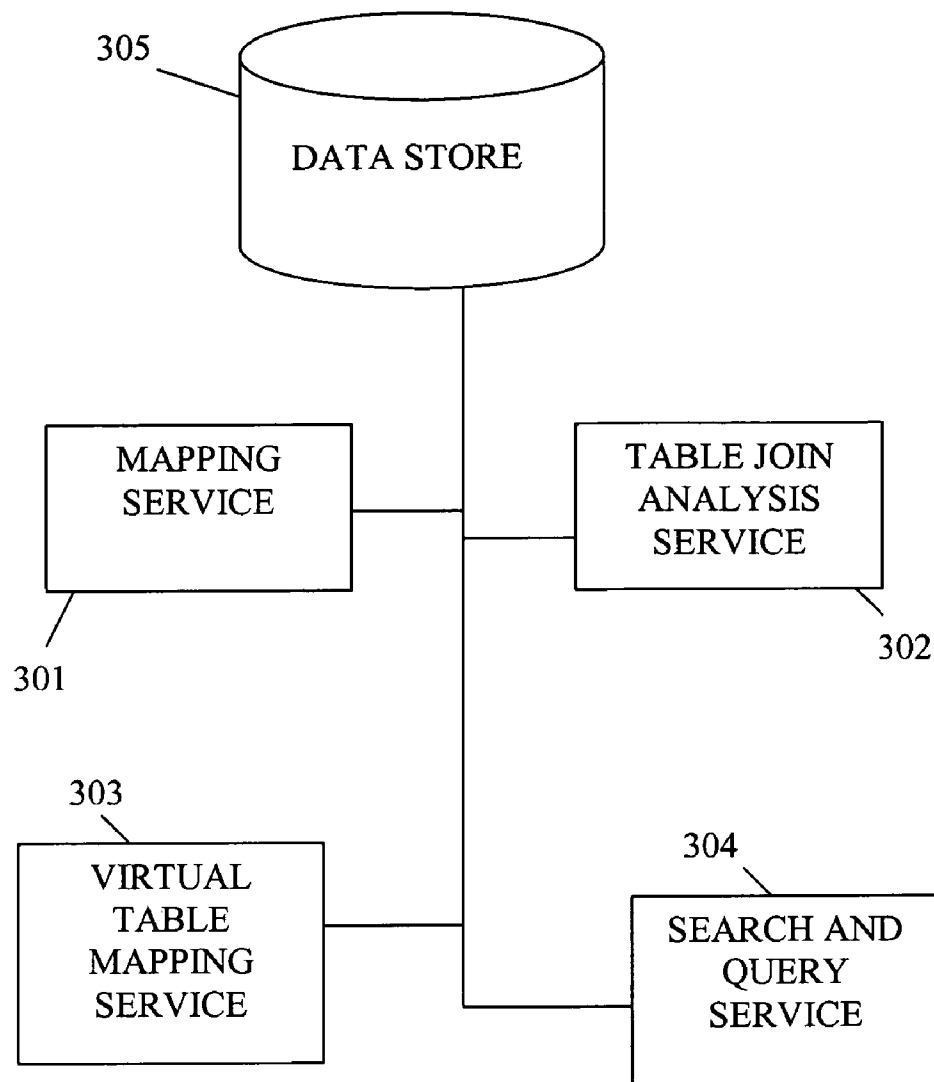 305
DATA STORE
MAPPING
SERVICE
301
TABLE JOIN
ANALYSIS
SERVICE
302
303
VIRTUAL
TABLE
MAPPING
SERVICE
304
SEARCH AND
QUERY
SERVICE